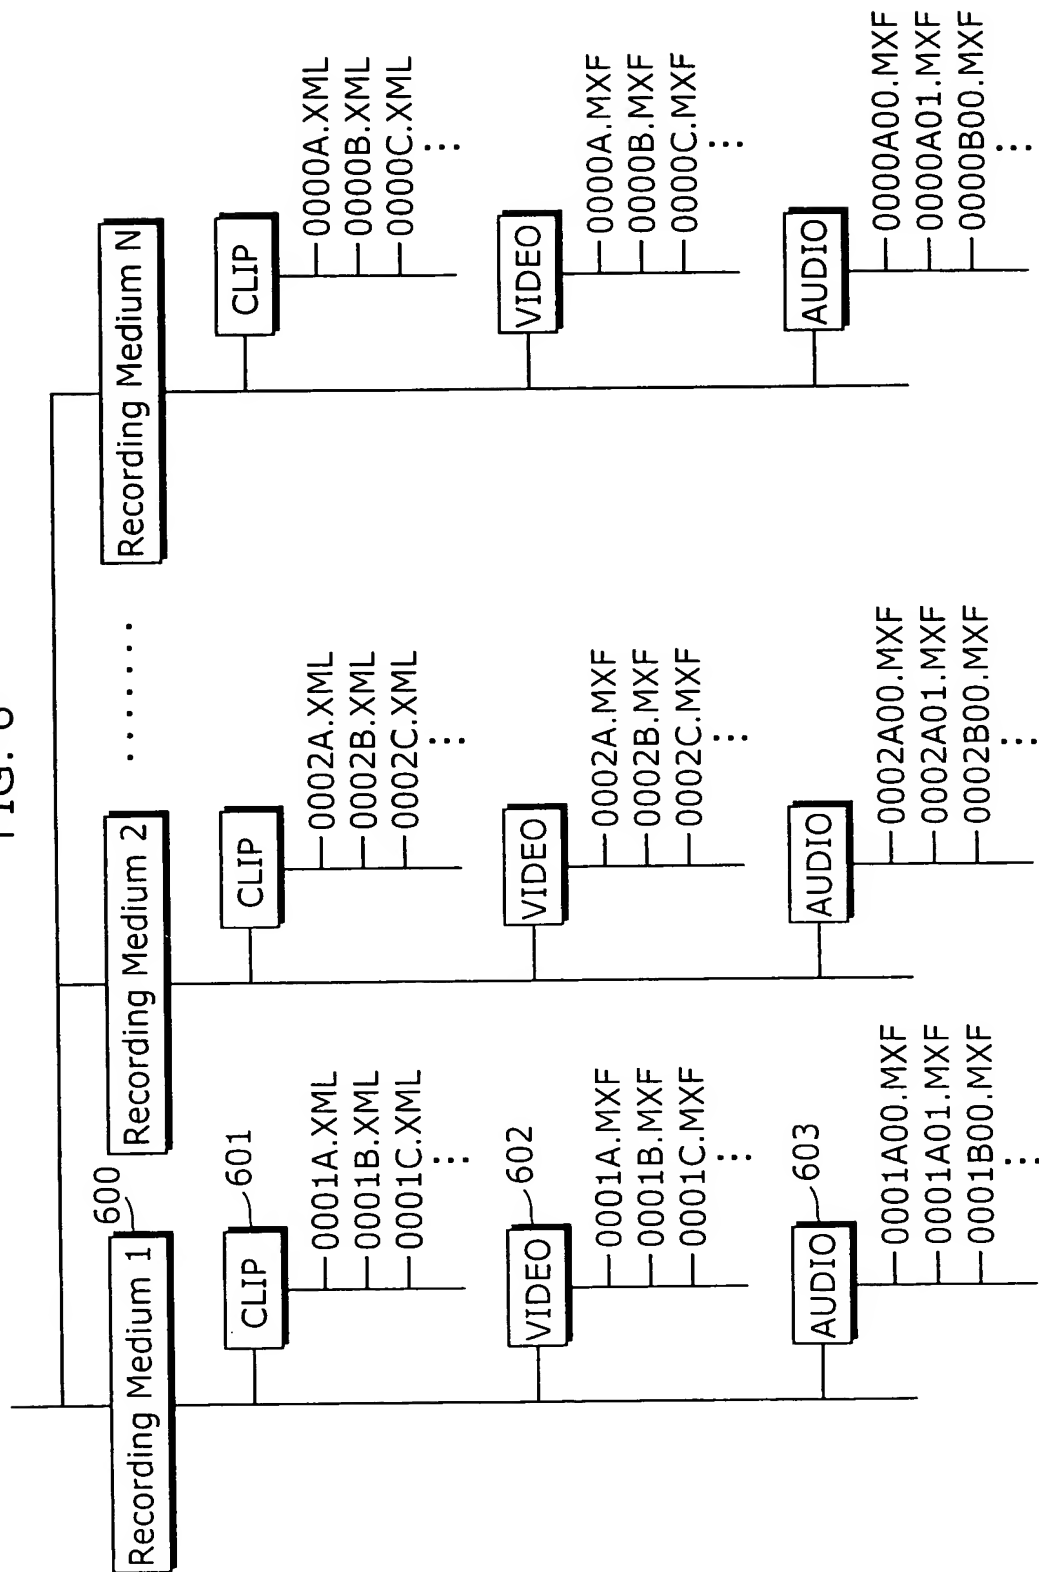 FIG. 6
Recording Medium 1
600
CLIP
601
0001A.XML
0001B.XML
0001C.XML
...
VIDEO
602
0001A.MXF
0001B.MXF
0001C.MXF
...
AUDIO
603
0001A00.MXF
0001A01.MXF
0001B00.MXF
...
Recording Medium 2
CLIP
0002A.XML
0002B.XML
0002C.XML
...
VIDEO
0002A.MXF
0002B.MXF
0002C.MXF
...
AUDIO
0002A00.MXF
0002A01.MXF
0002B00.MXF
...
.......
Recording Medium N
CLIP
0000A.XML
0000B.XML
0000C.XML
...
VIDEO
0000A.MXF
0000B.MXF
0000C.MXF
...
AUDIO
0000A00.MXF
0000A01.MXF
0000B00.MXF
...